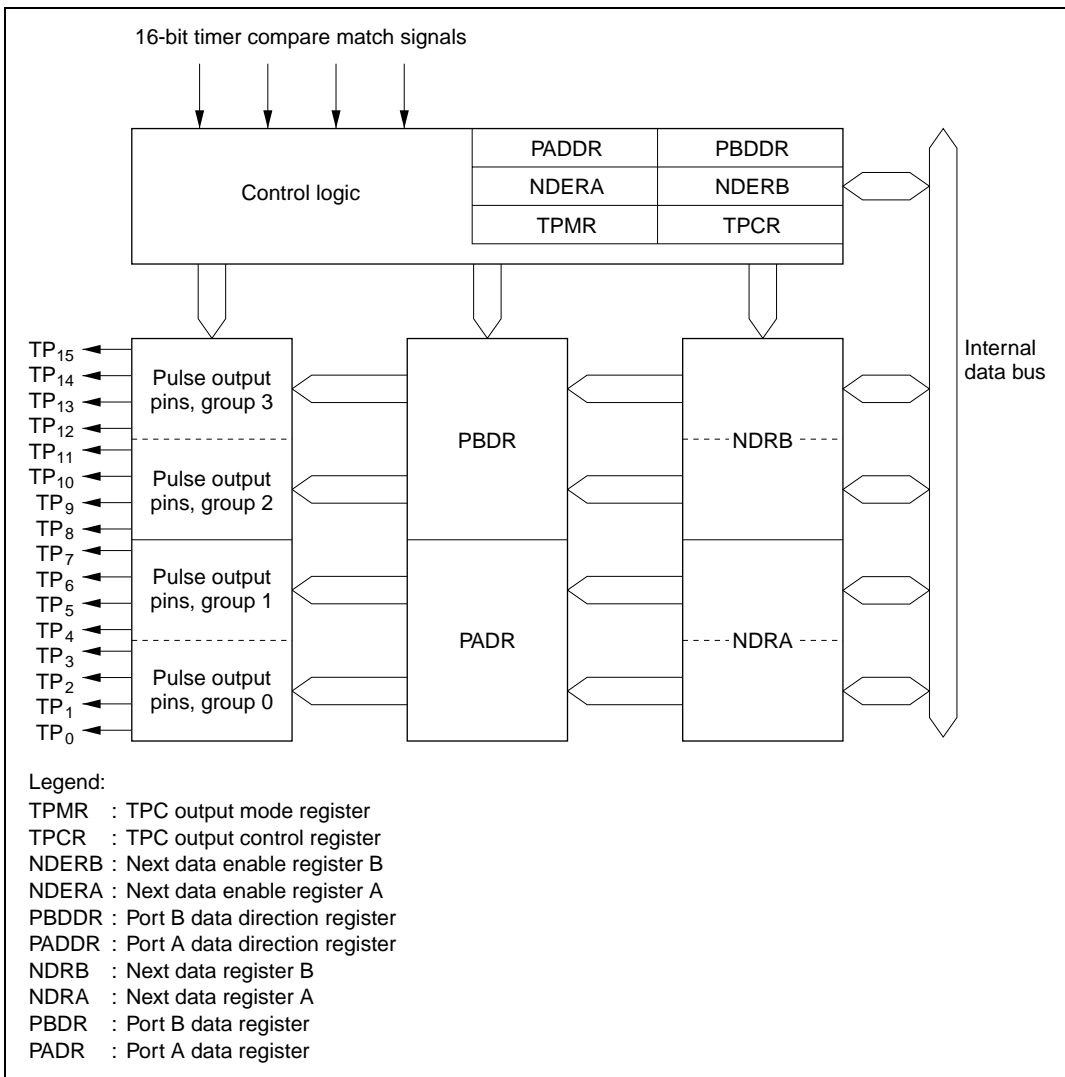 16-bit timer compare match signals
Control logic
PADDR PBDDR
NDERA NDERB
TPMR TPCR
Internal
data bus
TP15
TP14
TP13
TP12
TP11
TP10
TP9
TP8
TP7
TP6
TP5
TP4
TP3
TP2
TP1
TP0
Pulse output
pins, group 3
Pulse output
pins, group 2
Pulse output
pins, group 1
Pulse output
pins, group 0
PBDR
PADR
NDRB
NDRA
Legend:
TPMR : TPC output mode register
TPCR : TPC output control register
NDERB : Next data enable register B
NDERA : Next data enable register A
PBDDR : Port B data direction register
PADDR : Port A data direction register
NDRB : Next data register B
NDRA : Next data register A
PBDR : Port B data register
PADR : Port A data register